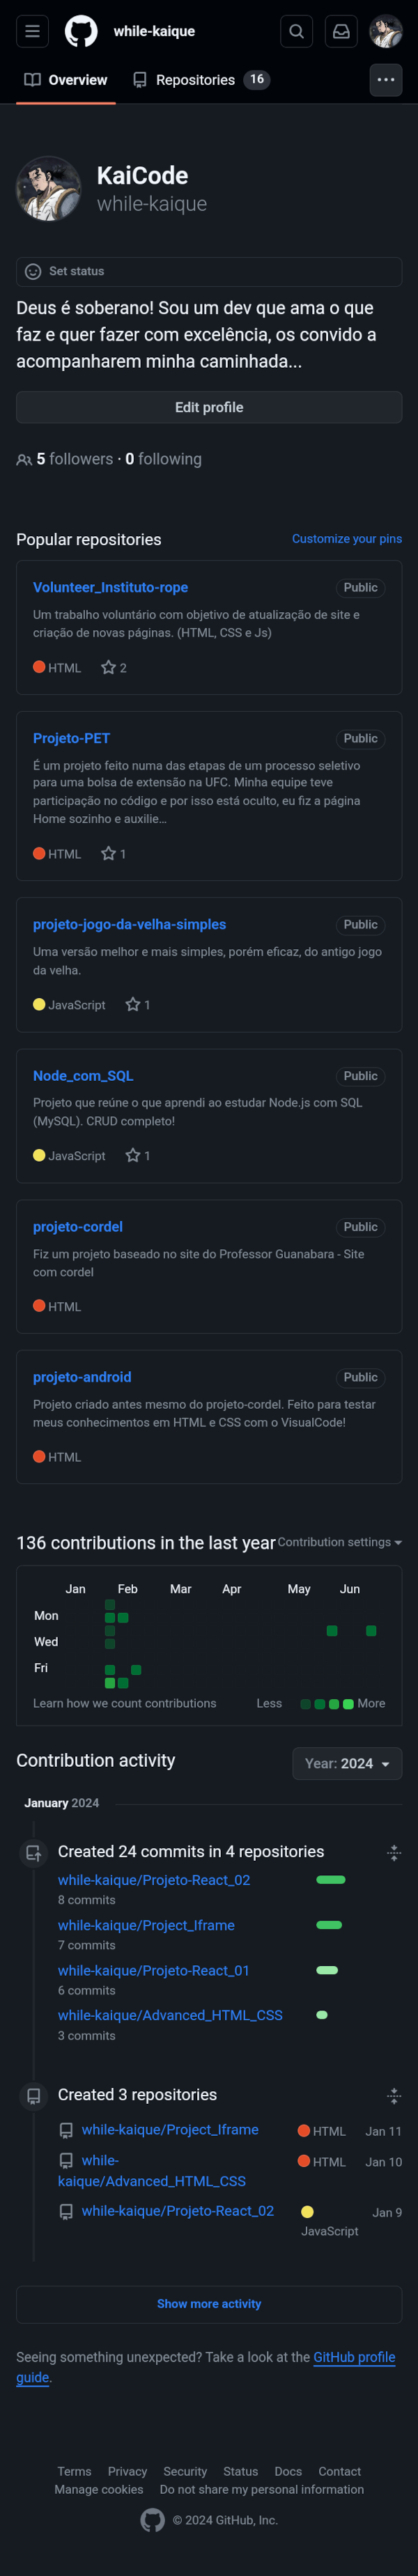 while-kaique
Overview
Repositories 16
KaiCode
while-kaique
Set status
Deus é soberano! Sou um dev que ama o que
faz e quer fazer com excelência, os convido a
acompanharem minha caminhada...
Edit profile
5 followers · 0 following
Popular repositories
Customize your pins
Volunteer_Instituto-rope
Public
Um trabalho voluntário com objetivo de atualização de site e
criação de novas páginas. (HTML, CSS e Js)
HTML 2
Projeto-PET
Public
É um projeto feito numa das etapas de um processo seletivo
para uma bolsa de extensão na UFC. Minha equipe teve
participação no código e por isso está oculto, eu fiz a página
Home sozinho e auxilie…
HTML 1
projeto-jogo-da-velha-simples
Public
Uma versão melhor e mais simples, porém eficaz, do antigo jogo
da velha.
JavaScript 1
Node_com_SQL
Public
Projeto que reúne o que aprendi ao estudar Node.js com SQL
(MySQL). CRUD completo!
JavaScript 1
projeto-cordel
Public
Fiz um projeto baseado no site do Professor Guanabara - Site
com cordel
HTML
projeto-android
Public
Projeto criado antes mesmo do projeto-cordel. Feito para testar
meus conhecimentos em HTML e CSS com o VisualCode!
HTML
136 contributions in the last year
Contribution settings
Jan Feb Mar Apr May Jun
Mon
Wed
Fri
Learn how we count contributions
Less More
Contribution activity
Year: 2024
January 2024
Created 24 commits in 4 repositories
while-kaique/Projeto-React_02
8 commits
while-kaique/Project_Iframe
7 commits
while-kaique/Projeto-React_01
6 commits
while-kaique/Advanced_HTML_CSS
3 commits
Created 3 repositories
while-kaique/Project_Iframe
HTML Jan 11
while-
kaique/Advanced_HTML_CSS
HTML Jan 10
while-kaique/Projeto-React_02
JavaScript
Jan 9
Show more activity
Seeing something unexpected? Take a look at the GitHub profile
guide.
Terms Privacy Security Status Docs Contact
Manage cookies Do not share my personal information
© 2024 GitHub, Inc.